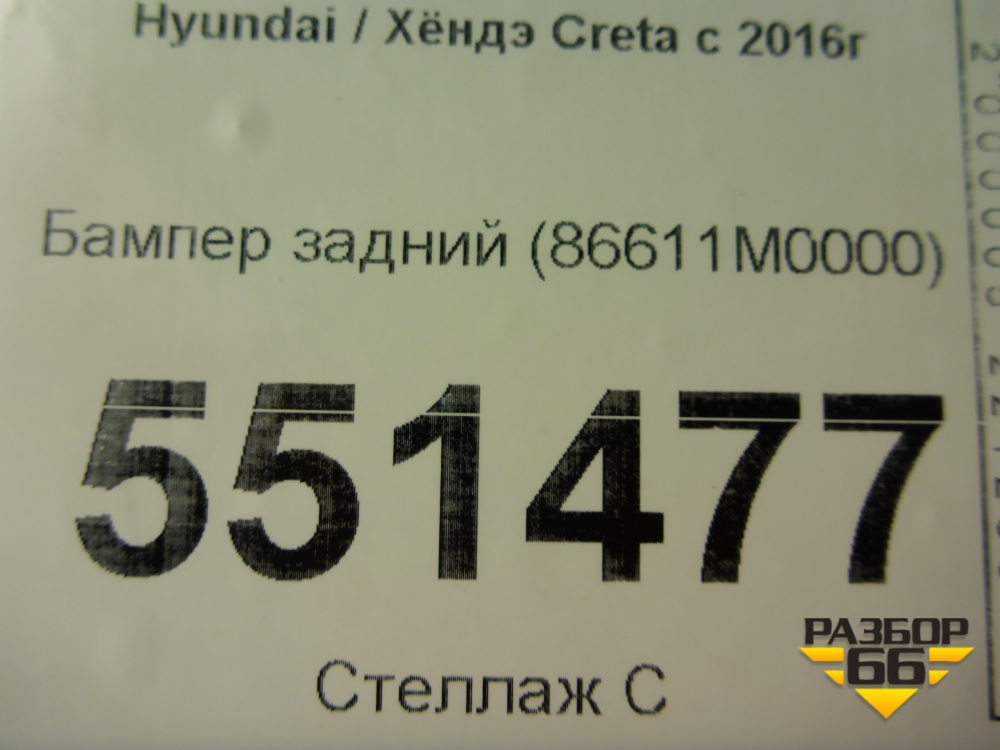 Hyundai / Хёндэ Creta с 2016г
Бампер задний (86611M0000)
551477
Стеллаж С
РАЗБОР
66